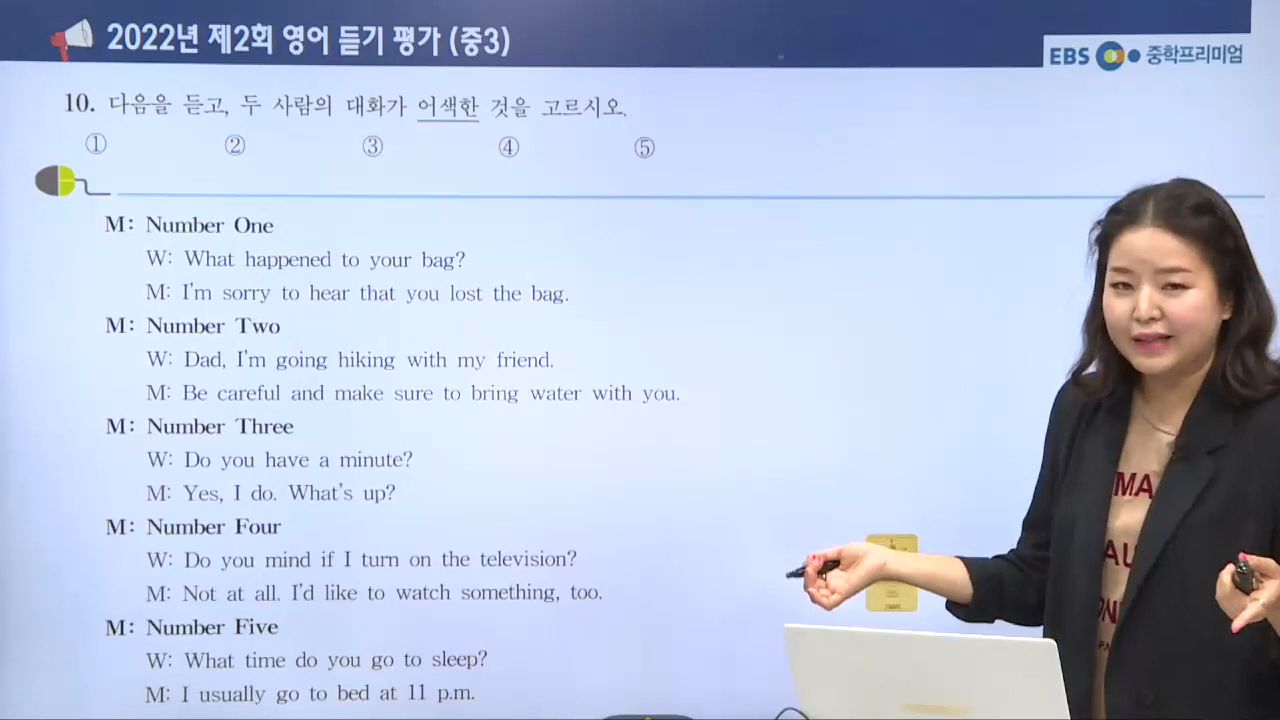 2022년 제2회 영어 듣기 평가 (중3)
EBS 중학프리미엄
10. 다음을 듣고, 두 사람의 대화가 어색한 것을 고르시오.
① ② ③ ④ ⑤
M: Number One
W: What happened to your bag?
M: I'm sorry to hear that you lost the bag.
M: Number Two
W: Dad, I'm going hiking with my friend.
M: Be careful and make sure to bring water with you.
M: Number Three
W: Do you have a minute?
M: Yes, I do. What's up?
M: Number Four
W: Do you mind if I turn on the television?
M: Not at all. I'd like to watch something, too.
M: Number Five
W: What time do you go to sleep?
M: I usually go to bed at 11 p.m.
MA
AU